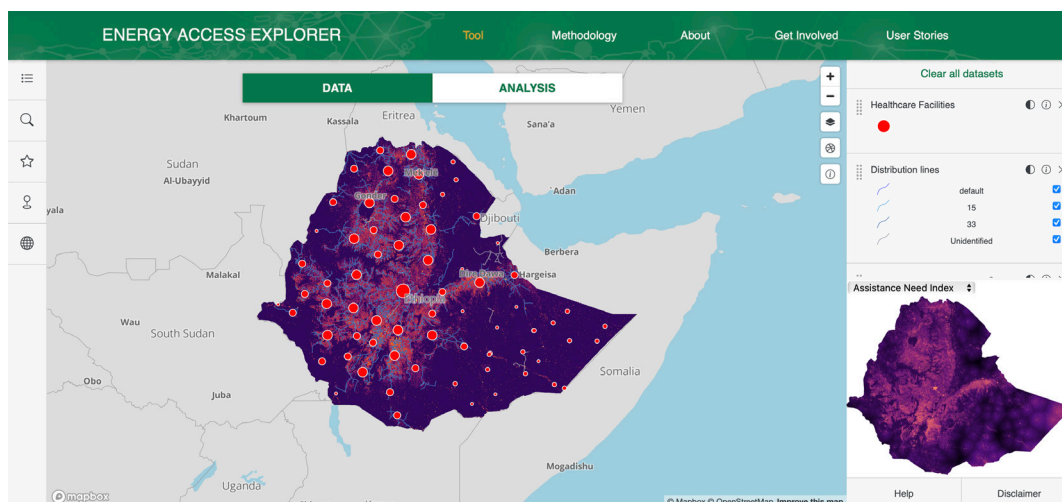 ENERGY ACCESS EXPLORER
Tool
Methodology
About
Get Involved
User Stories
DATA
ANALYSIS
Clear all datasets
Healthcare Facilities
Distribution lines
default
15
33
Unidentified
Assistance Need Index
Help
Disclaimer
Khartoum
Kassala
Eritrea
Yemen
Sana'a
Sudan
Al-Ubayyid
Gondar
Djibouti
Adan
yala
Berbera
Dire Dawa
Hargeisa
Malakal
Ethiopia
Wau
South Sudan
Somalia
Obo
Juba
Mogadishu
Uganda
mapbox
© Mapbox © OpenStreetMap Improve this map